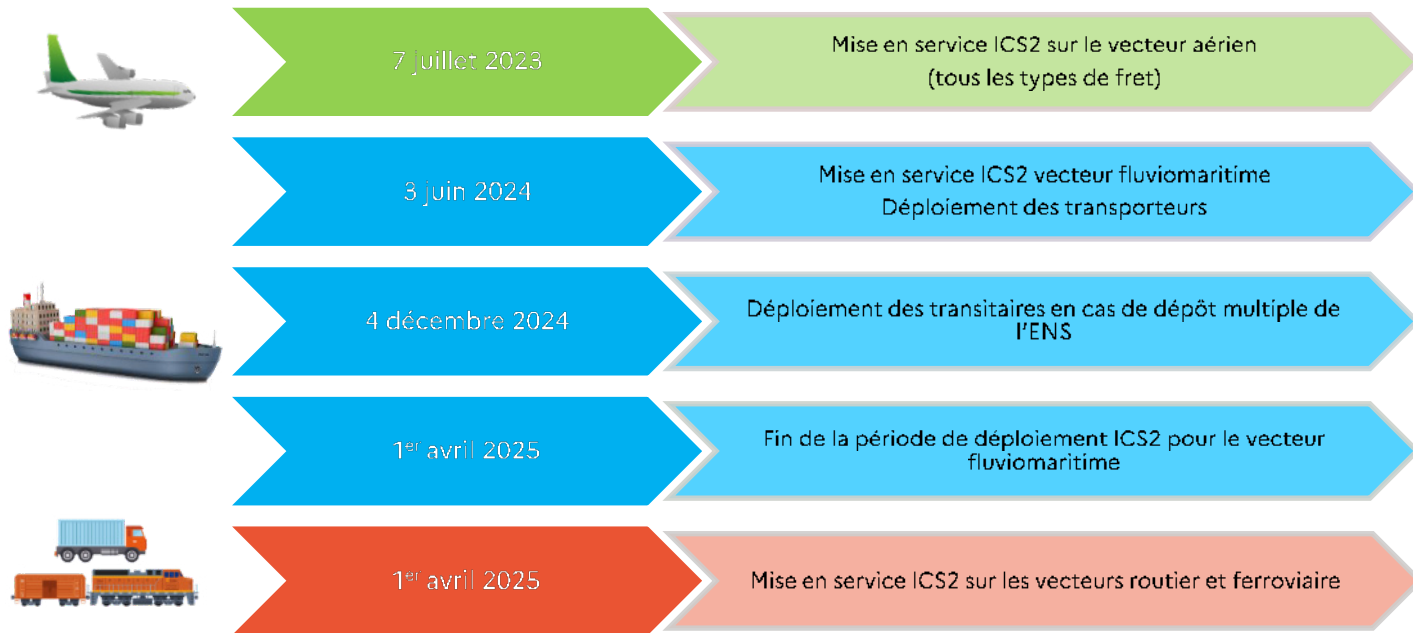 7 juillet 2023
Mise en service ICS2 sur le vecteur aérien
(tous les types de fret)
3 juin 2024
Mise en service ICS2 vecteur fluviomaritime
Déploiement des transporteurs
4 décembre 2024
Déploiement des transitaires en cas de dépôt multiple de
l'ENS
1er avril 2025
Fin de la période de déploiement ICS2 pour le vecteur
fluviomaritime
1er avril 2025
Mise en service ICS2 sur les vecteurs routier et ferroviaire